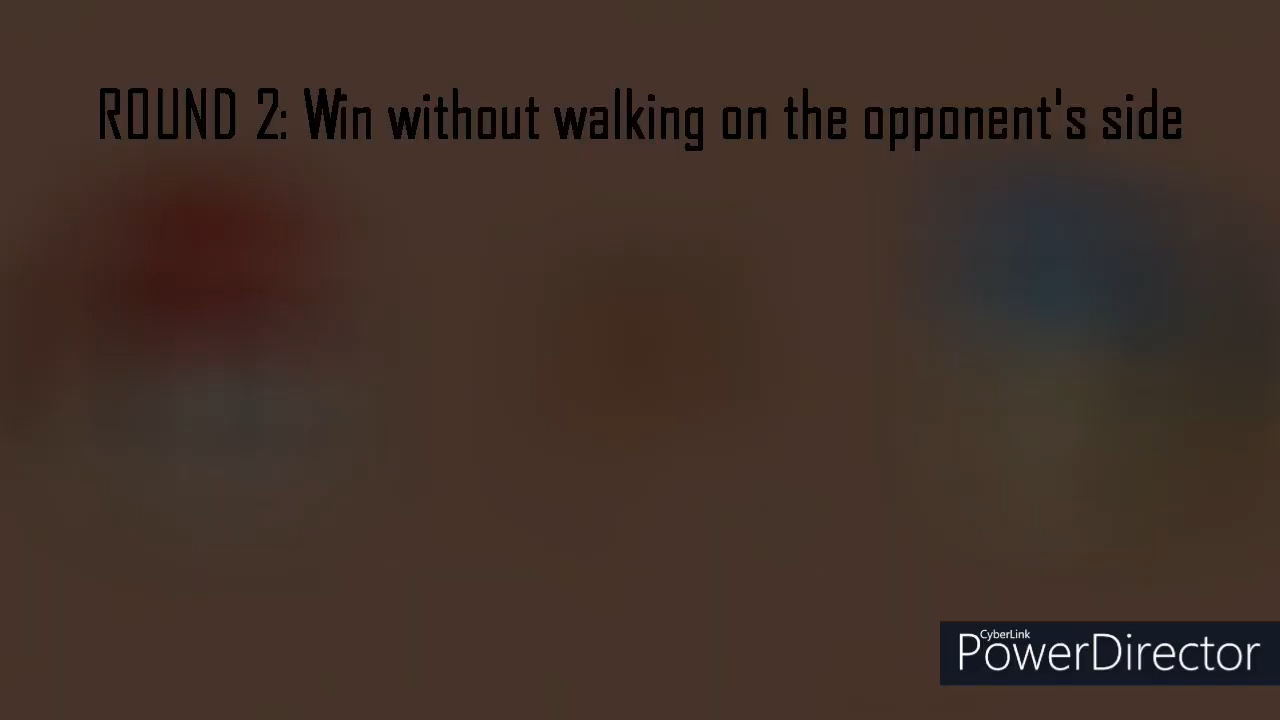 ROUND 2: Win without walking on the opponent's side
CyberLink
PowerDirector